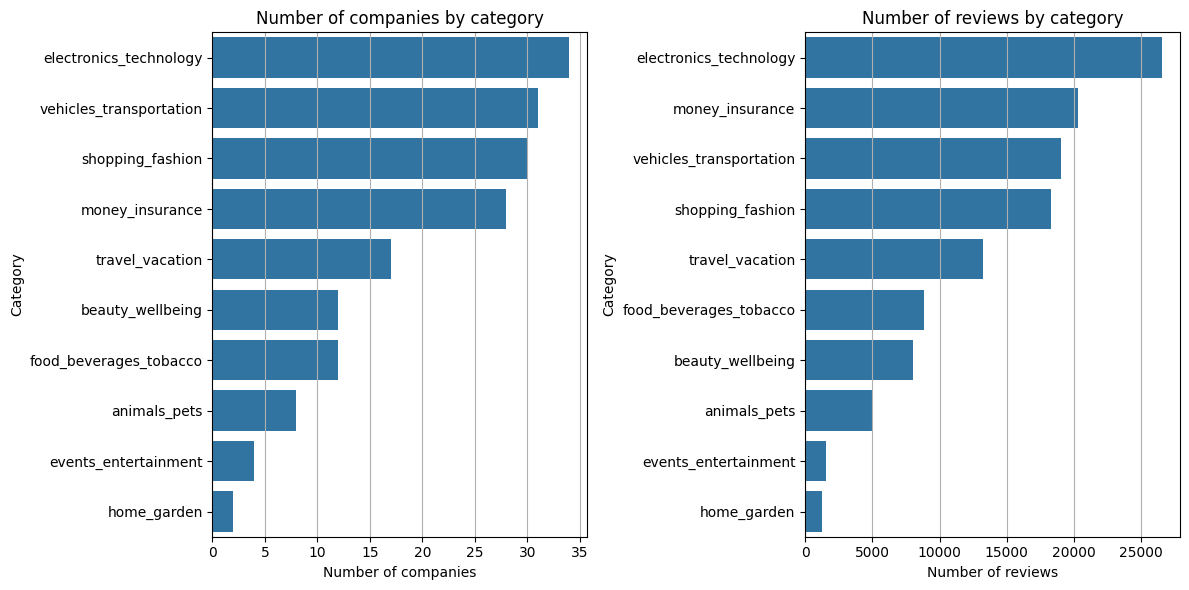 Number of companies by category
electronics_technology
vehicles_transportation
shopping_fashion
money_insurance
travel_vacation
beauty_wellbeing
food_beverages_tobacco
animals_pets
events_entertainment
home_garden
Category
0 5 10 15 20 25 30 35
Number of companies
Number of reviews by category
electronics_technology
money_insurance
vehicles_transportation
shopping_fashion
travel_vacation
food_beverages_tobacco
beauty_wellbeing
animals_pets
events_entertainment
home_garden
Category
0 5000 10000 15000 20000 25000
Number of reviews